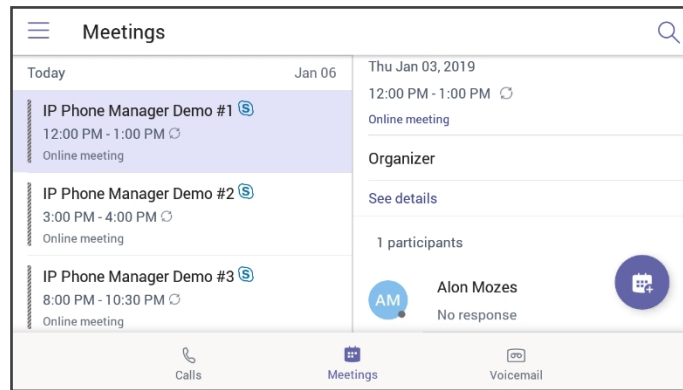 Meetings
Today Jan 06
IP Phone Manager Demo #1 S
12:00 PM - 1:00 PM
Online meeting
IP Phone Manager Demo #2 S
3:00 PM - 4:00 PM
Online meeting
IP Phone Manager Demo #3 S
8:00 PM - 10:30 PM
Online meeting
Thu Jan 03, 2019
12:00 PM - 1:00 PM
Online meeting
Organizer
See details
1 participants
AM
Alon Mozes
No response
Calls Meetings Voicemail